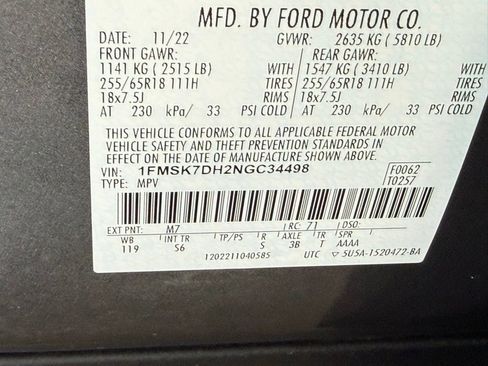 MFD. BY FORD MOTOR CO.
DATE: 11/22 GVWR: 2635 KG ( 5810 LB)
FRONT GAWR: REAR GAWR:
1141 KG ( 2515 LB) WITH 1547 KG ( 3410 LB) WITH
255/65R18 111H TIRES 255/65R18 111H TIRES
18x7.5J RIMS 18x7.5J RIMS
AT 230 kPa/ 33 PSI COLD AT 230 kPa/ 33 PSI COLD
THIS VEHICLE CONFORMS TO ALL APPLICABLE FEDERAL MOTOR
VEHICLE SAFETY AND THEFT PREVENTION STANDARDS IN EFFECT ON
THE DATE OF MANUFACTURE SHOWN ABOVE.
VIN: 1FMSK7DH2NGC34498 F0062
TYPE: MPV T0257
EXT PNT: M7 RC: 71 DSO:
WB INT TR TP/PS R AXLE TR SPR
119 S6 S 3B T AAAA
1202211040585 UTC ▽ 5U5A-1520472-BA